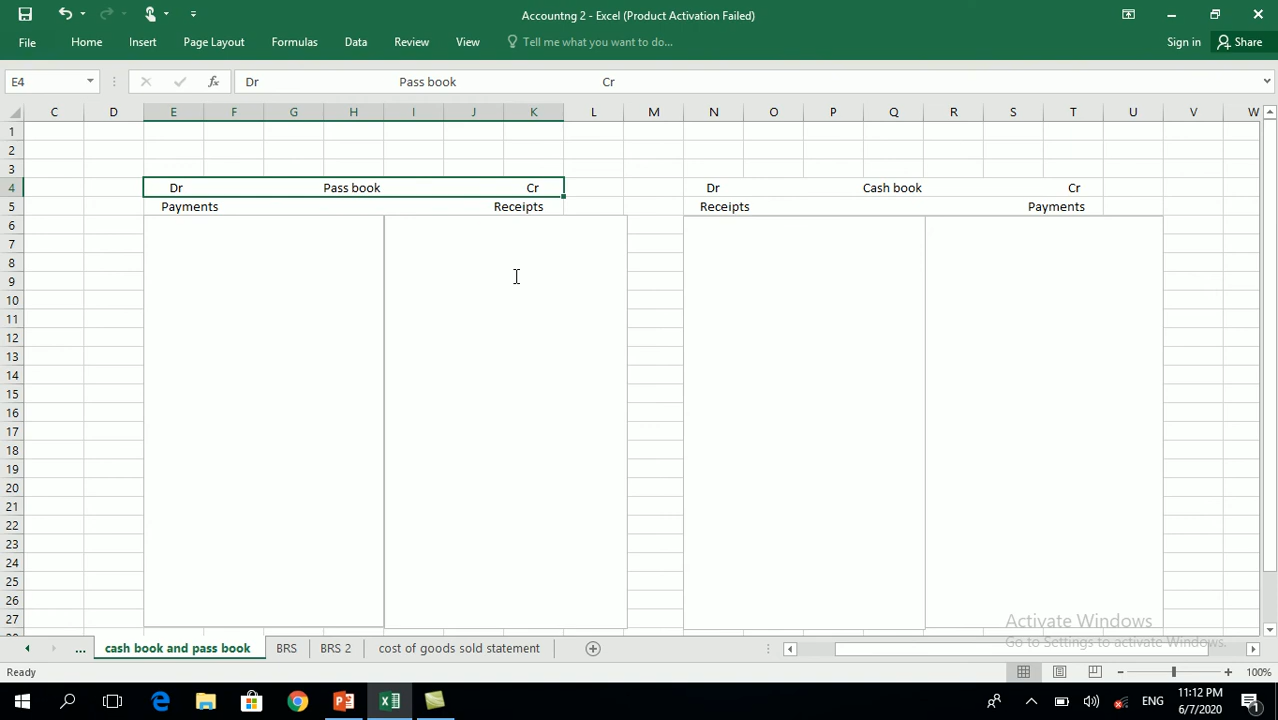 Accountng 2 - Excel (Product Activation Failed)
File Home Insert Page Layout Formulas Data Review View Tell me what you want to do... Sign in Share
E4 fx Dr Pass book Cr
C D E F G H I J K L M N O P Q R S T U V W
1
2
3
4 Dr Pass book Cr Dr Cash book Cr
5 Payments Receipts Receipts Payments
6
7
8
9
10
11
12
13
14
15
16
17
18
19
20
21
22
23
24
25
26
27
Activate Windows
Go to Settings to activate Windows.
... cash book and pass book BRS BRS 2 cost of goods sold statement
Ready 100%
ENG 11:12 PM
6/7/2020 1